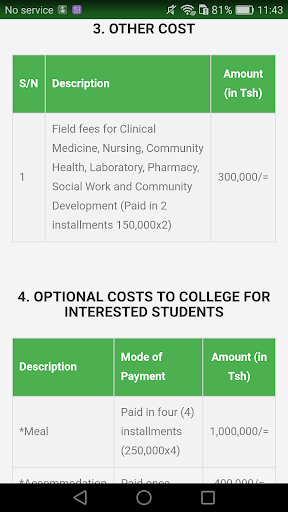 No service 81% 11:43
3. OTHER COST
S/N Description Amount
(in Tsh)
Field fees for Clinical
Medicine, Nursing, Community
Health, Laboratory, Pharmacy,
1 Social Work and Community 300,000/=
Development (Paid in 2
installments 150,000x2)
4. OPTIONAL COSTS TO COLLEGE FOR
INTERESTED STUDENTS
Description Mode of Payment Amount (in Tsh)
Paid in four (4)
*Meal installments 1,000,000/=
(250,000x4)
*Accommodation Paid once 400,000/=